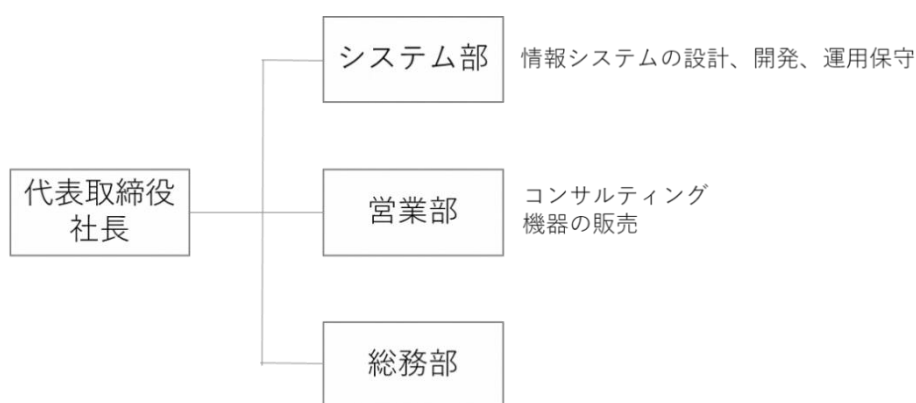 システム部
情報システムの設計、開発、運用保守
代表取締役
社長
営業部
コンサルティング
機器の販売
総務部